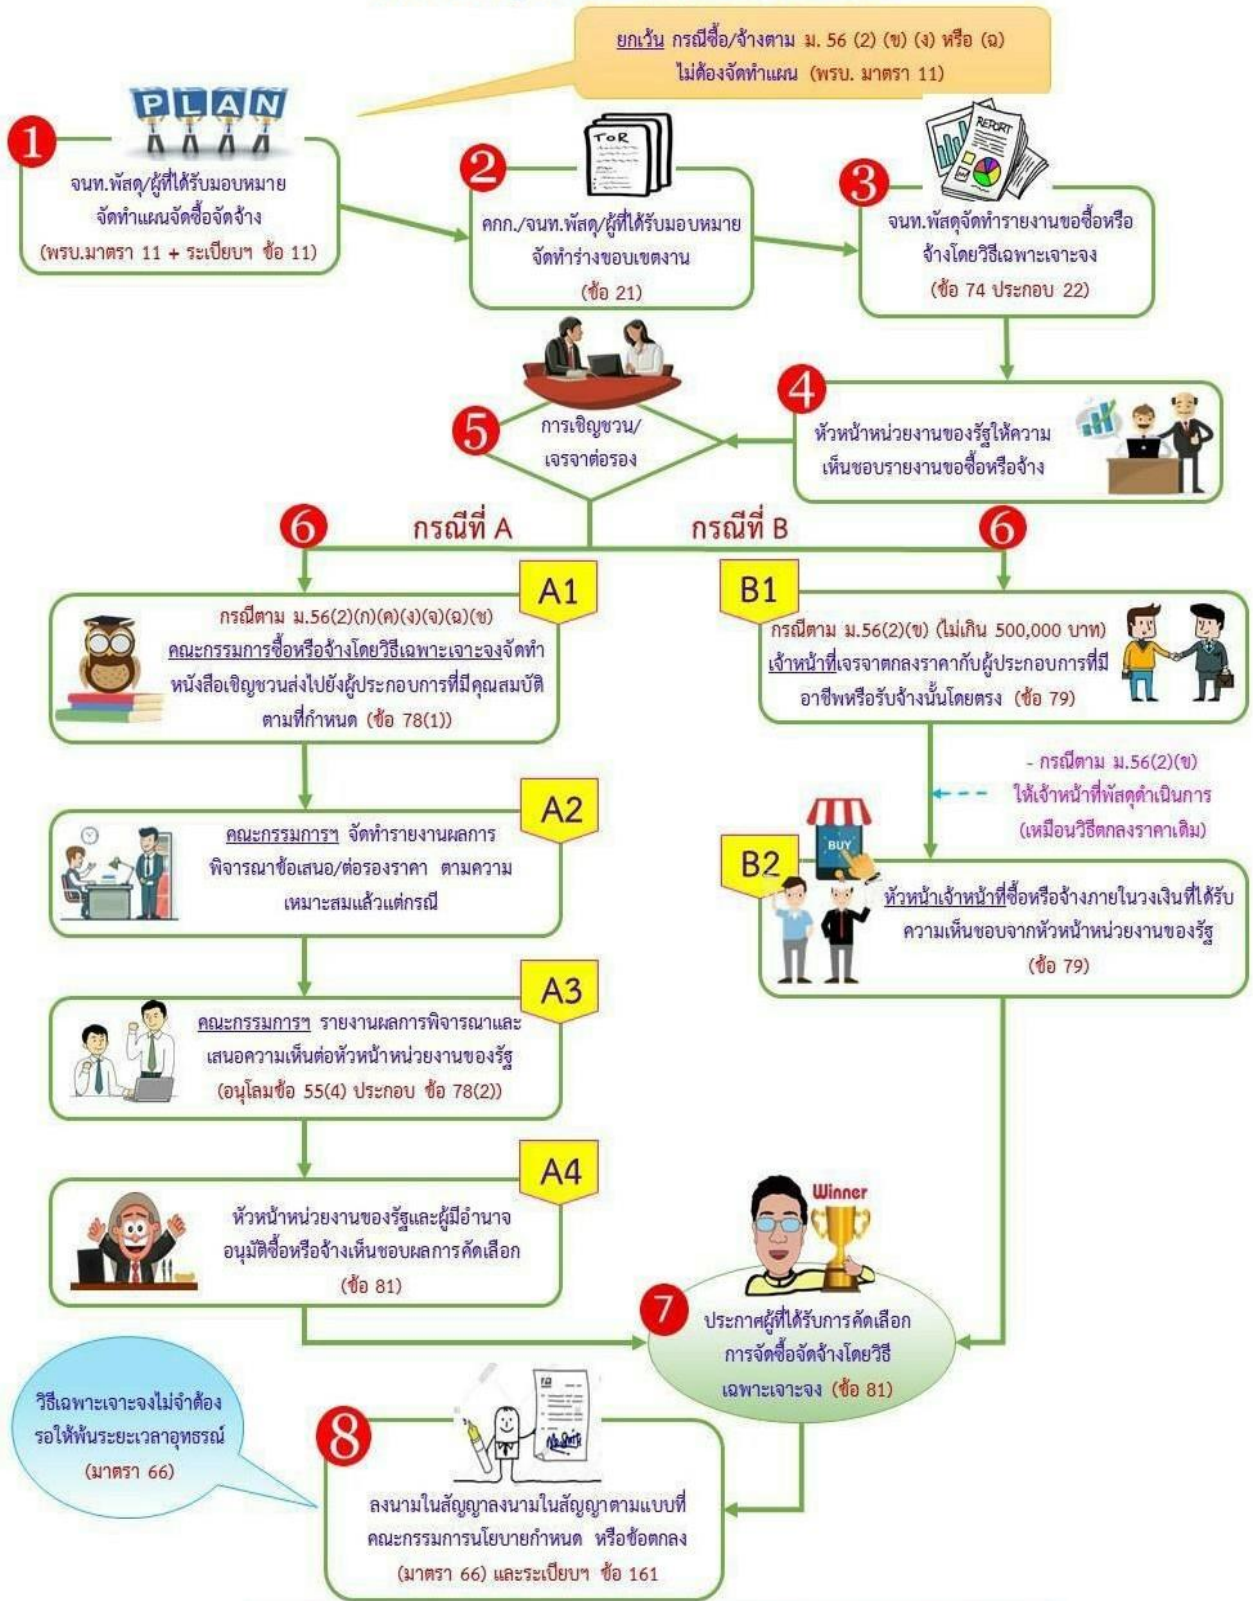 ยกเว้น กรณีซื้อ/จ้างตาม ม. 56 (2) (ข) (ง) หรือ (ฉ)
ไม่ต้องจัดทำแผน (พรบ. มาตรา 11)
PLAN
1
จนท.พัสดุ/ผู้ที่ได้รับมอบหมาย
จัดทำแผนจัดซื้อจัดจ้าง
(พรบ.มาตรา 11 + ระเบียบฯ ข้อ 11)
TOR
2
คกก./จนท.พัสดุ/ผู้ที่ได้รับมอบหมาย
จัดทำร่างขอบเขตงาน
(ข้อ 21)
REPORT
3
จนท.พัสดุจัดทำรายงานขอซื้อหรือ
จ้างโดยวิธีเฉพาะเจาะจง
(ข้อ 74 ประกอบ 22)
4
หัวหน้าหน่วยงานของรัฐให้ความ
เห็นชอบรายงานขอซื้อหรือจ้าง
5
การเชิญชวน/
เจรจาต่อรอง
6
กรณีที่ A
กรณีที่ B
6
A1
กรณีตาม ม.56(2)(ก)(ค)(ง)(จ)(ฉ)(ช)
คณะกรรมการซื้อหรือจ้างโดยวิธีเฉพาะเจาะจงจัดทำ
หนังสือเชิญชวนส่งไปยังผู้ประกอบการที่มีคุณสมบัติ
ตามที่กำหนด (ข้อ 78(1))
B1
กรณีตาม ม.56(2)(ข) (ไม่เกิน 500,000 บาท)
เจ้าหน้าที่เจรจาตกลงราคากับผู้ประกอบการที่มี
อาชีพหรือรับจ้างนั้นโดยตรง (ข้อ 79)
- กรณีตาม ม.56(2)(ข)
ให้เจ้าหน้าที่พัสดุดำเนินการ
(เหมือนวิธีตกลงราคาเดิม)
A2
คณะกรรมการฯ จัดทำรายงานผลการ
พิจารณาข้อเสนอ/ต่อรองราคา ตามความ
เหมาะสมแล้วแต่กรณี
BUY
B2
หัวหน้าเจ้าหน้าที่ซื้อหรือจ้างภายในวงเงินที่ได้รับ
ความเห็นชอบจากหัวหน้าหน่วยงานของรัฐ
(ข้อ 79)
A3
คณะกรรมการฯ รายงานผลการพิจารณาและ
เสนอความเห็นต่อหัวหน้าหน่วยงานของรัฐ
(อนุโลมข้อ 55(4) ประกอบ ข้อ 78(2))
A4
หัวหน้าหน่วยงานของรัฐและผู้มีอำนาจ
อนุมัติซื้อหรือจ้างเห็นชอบผลการคัดเลือก
(ข้อ 81)
Winner
7
ประกาศผู้ที่ได้รับการคัดเลือก
การจัดซื้อจัดจ้างโดยวิธี
เฉพาะเจาะจง (ข้อ 81)
วิธีเฉพาะเจาะจงไม่จำต้อง
รอให้พ้นระยะเวลาอุทธรณ์
(มาตรา 66)
8
ลงนามในสัญญาลงนามในสัญญาตามแบบที่
คณะกรรมการนโยบายกำหนด หรือข้อตกลง
(มาตรา 66) และระเบียบฯ ข้อ 161